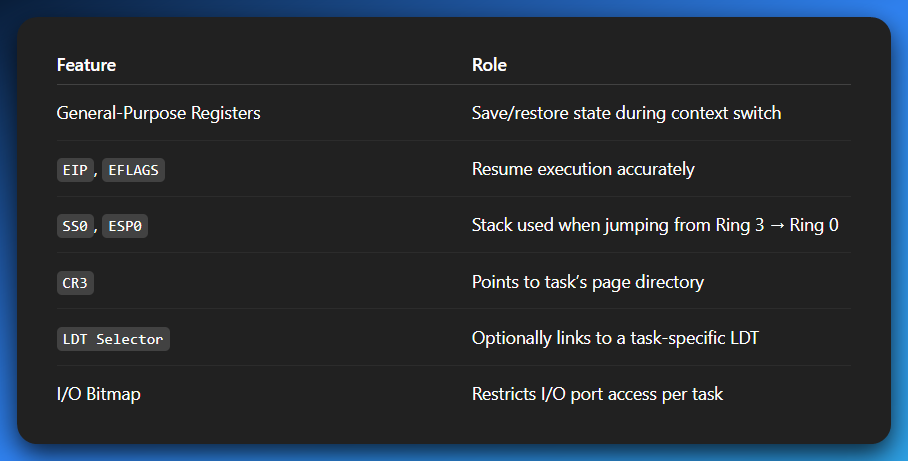 Feature Role
General-Purpose Registers Save/restore state during context switch
EIP, EFLAGS Resume execution accurately
SS0, ESP0 Stack used when jumping from Ring 3 → Ring 0
CR3 Points to task’s page directory
LDT Selector Optionally links to a task-specific LDT
I/O Bitmap Restricts I/O port access per task